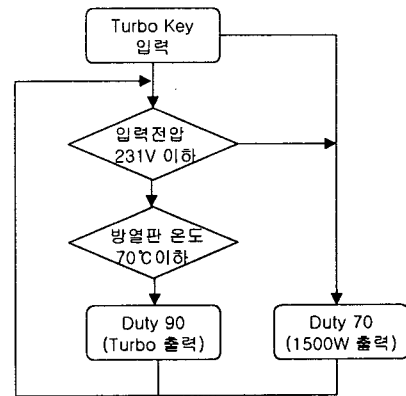 Turbo Key
입력
입력전압
231V 이하
방열판 온도
70℃이하
Duty 90
(Turbo 출력)
Duty 70
(1500W 출력)